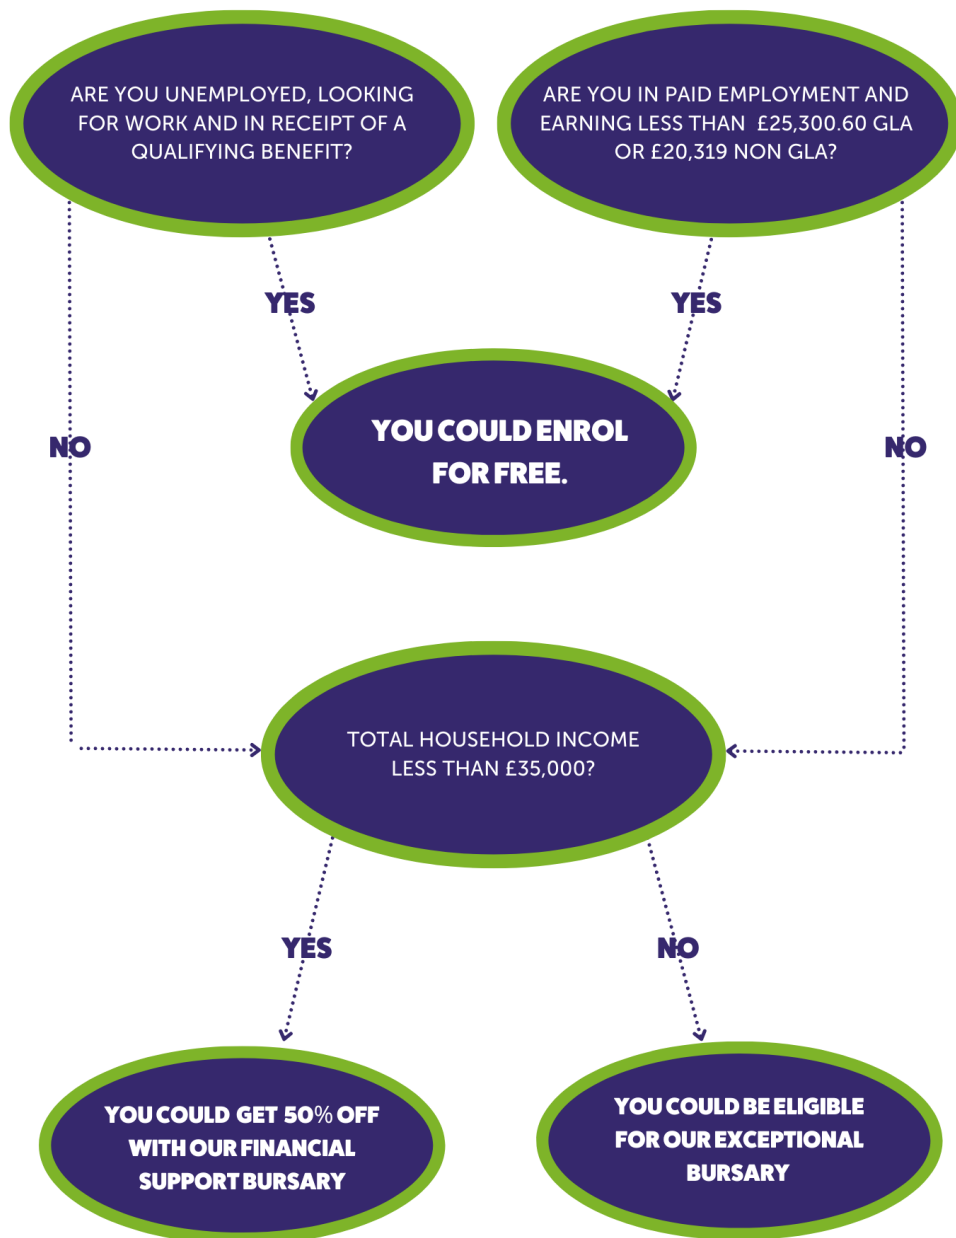 ARE YOU UNEMPLOYED, LOOKING
FOR WORK AND IN RECEIPT OF A
QUALIFYING BENEFIT?
ARE YOU IN PAID EMPLOYMENT AND
EARNING LESS THAN £25,300.60 GLA
OR £20,319 NON GLA?
YES
YES
YOU COULD ENROL
FOR FREE.
NO
NO
TOTAL HOUSEHOLD INCOME
LESS THAN £35,000?
YES
NO
YOU COULD GET 50% OFF
WITH OUR FINANCIAL
SUPPORT BURSARY
YOU COULD BE ELIGIBLE
FOR OUR EXCEPTIONAL
BURSARY